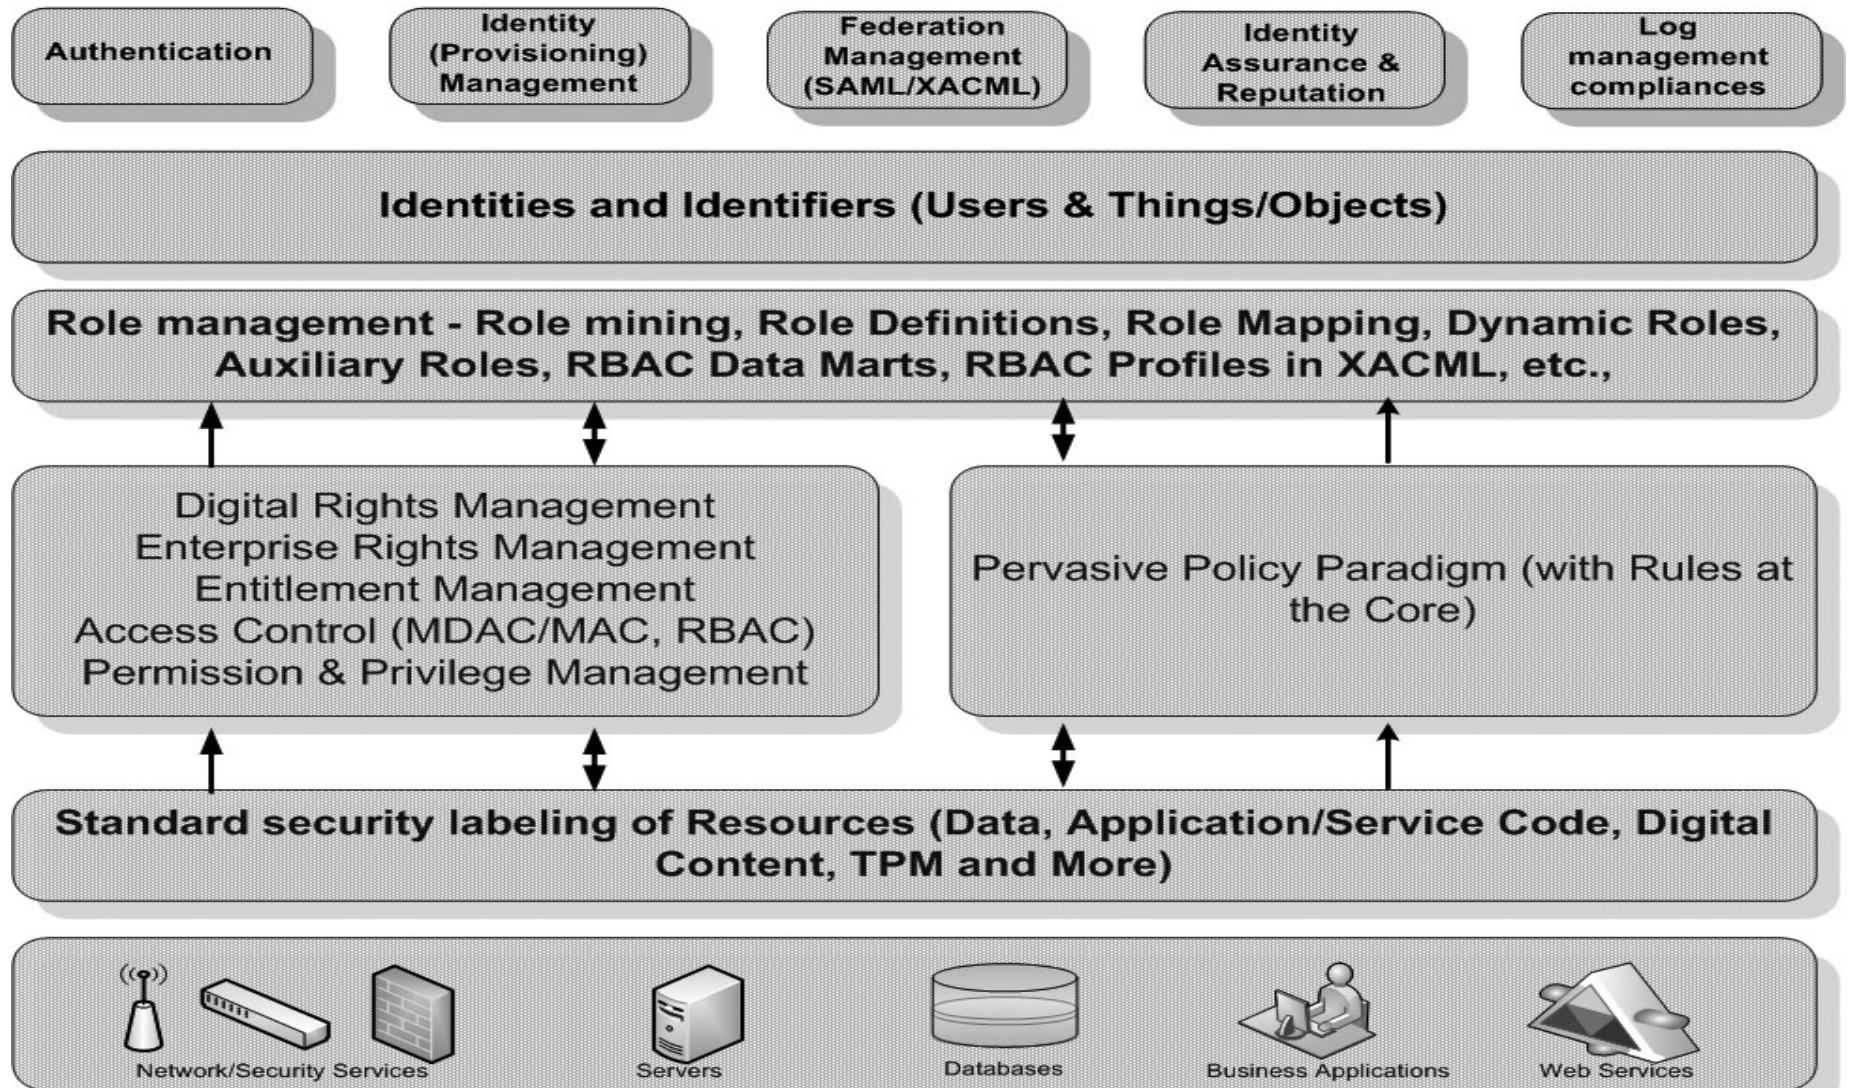 Authentication
Identity
(Provisioning)
Management
Federation
Management
(SAML/XACML)
Identity
Assurance &
Reputation
Log
management
compliances
Identities and Identifiers (Users & Things/Objects)
Role management - Role mining, Role Definitions, Role Mapping, Dynamic Roles,
Auxiliary Roles, RBAC Data Marts, RBAC Profiles in XACML, etc.,
Digital Rights Management
Enterprise Rights Management
Entitlement Management
Access Control (MDAC/MAC, RBAC)
Permission & Privilege Management
Pervasive Policy Paradigm (with Rules at
the Core)
Standard security labeling of Resources (Data, Application/Service Code, Digital
Content, TPM and More)
Network/Security Services
Servers
Databases
Business Applications
Web Services